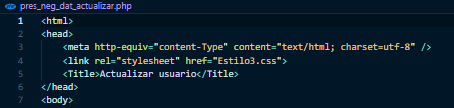 pres_neg_dat_actualizar.php
1 <html>
2 <head>
3 <meta http-equiv="content-Type" content="text/html; charset=utf-8" />
4 <link rel="stylesheet" href="Estilo3.css">
5 <Title>Actualizar usuario</Title>
6 </head>
7 <body>